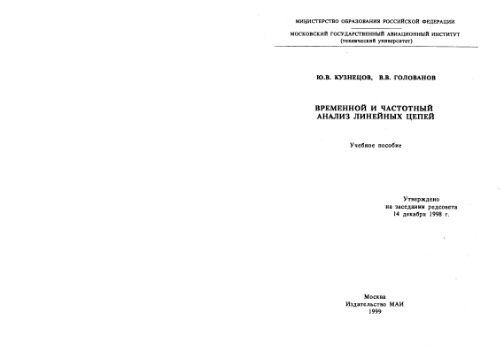 МИНИСТЕРСТВО ОБРАЗОВАНИЯ РОССИЙСКОЙ ФЕДЕРАЦИИ
МОСКОВСКИЙ ГОСУДАРСТВЕННЫЙ АВИАЦИОННЫЙ ИНСТИТУТ
(технический университет)
Ю.В. КУЗНЕЦОВ, В.В. ГОЛОВАНОВ
ВРЕМЕННОЙ И ЧАСТОТНЫЙ
АНАЛИЗ ЛИНЕЙНЫХ ЦЕПЕЙ
Учебное пособие
Утверждено
на заседании редсовета
14 декабря 1998 г.
Москва
Издательство МАИ
1999